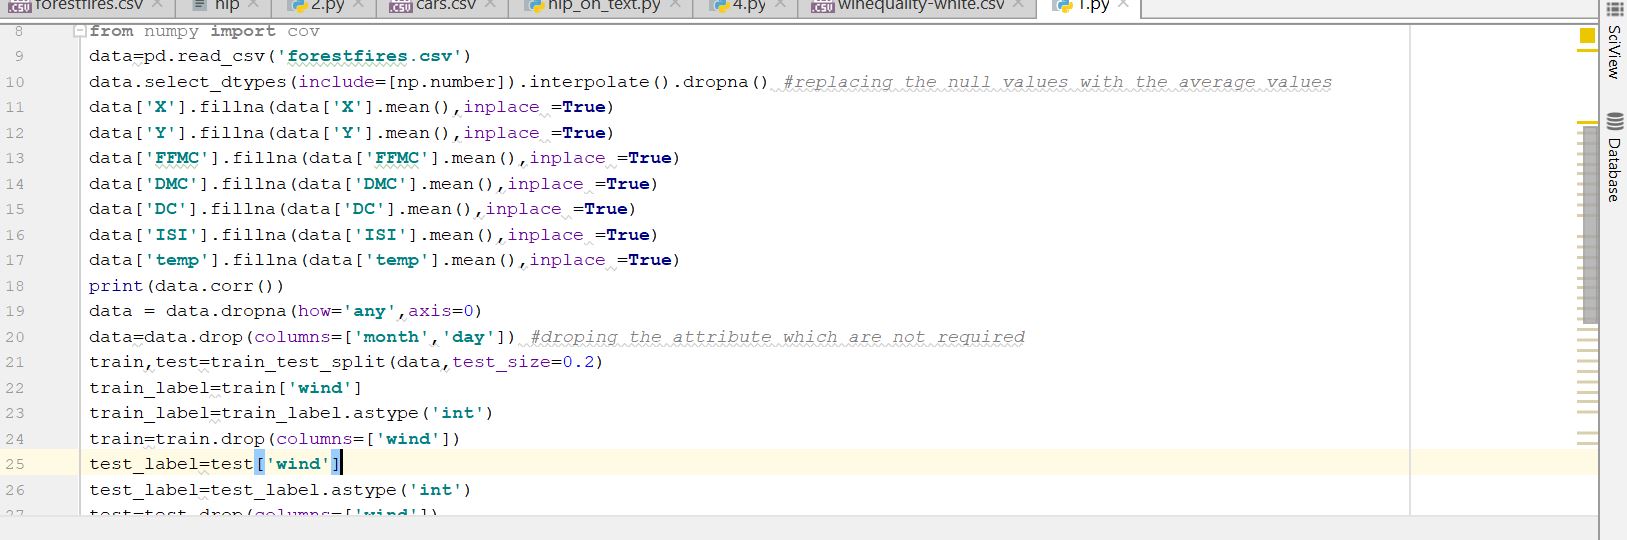 forestfires.csv
nlp
2.py
cars.csv
nlp_on_text.py
4.py
winequality-white.csv
1.py
8 from numpy import cov
9 data=pd.read_csv('forestfires.csv')
10 data.select_dtypes(include=[np.number]).interpolate().dropna() #replacing the null values with the average values
11 data['X'].fillna(data['X'].mean(),inplace =True)
12 data['Y'].fillna(data['Y'].mean(),inplace =True)
13 data['FFMC'].fillna(data['FFMC'].mean(),inplace =True)
14 data['DMC'].fillna(data['DMC'].mean(),inplace =True)
15 data['DC'].fillna(data['DC'].mean(),inplace =True)
16 data['ISI'].fillna(data['ISI'].mean(),inplace =True)
17 data['temp'].fillna(data['temp'].mean(),inplace =True)
18 print(data.corr())
19 data = data.dropna(how='any',axis=0)
20 data=data.drop(columns=['month','day']) #droping the attribute which are not required
21 train,test=train_test_split(data,test_size=0.2)
22 train_label=train['wind']
23 train_label=train_label.astype('int')
24 train=train.drop(columns=['wind'])
25 test_label=test['wind']
26 test_label=test_label.astype('int')
27 test=test.drop(columns=['wind'])
SciView
Database